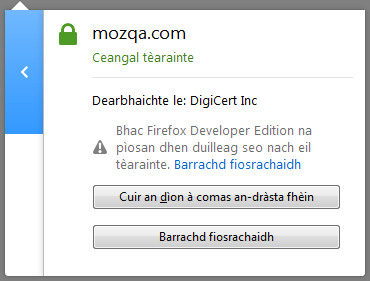 mozqa.com
Ceangal tèarainte
Dearbhaichte le: DigiCert Inc
Bhac Firefox Developer Edition na
pìosan dhen duilleag seo nach eil
tèarainte. Barrachd fiosrachaidh
Cuir an dìon à comas an-dràsta fhèin
Barrachd fiosrachaidh